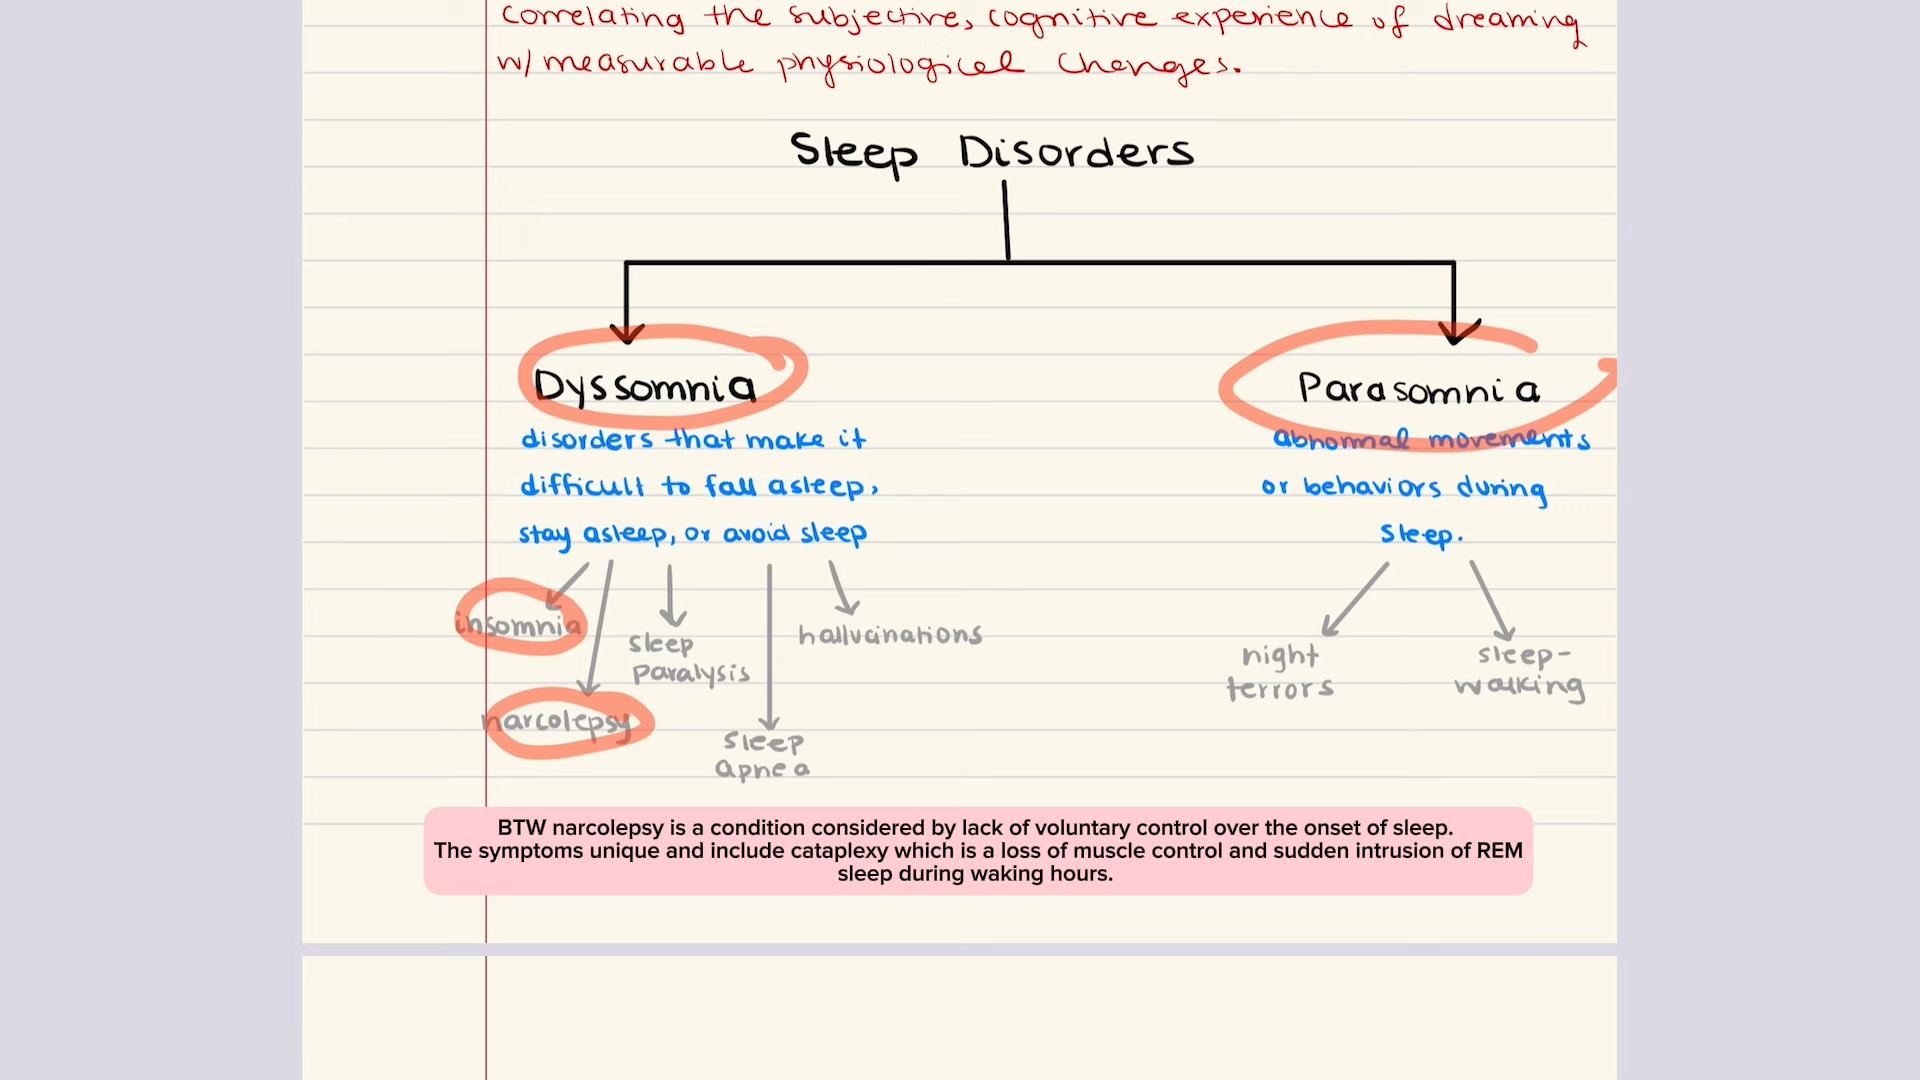 correlating the subjective, cognitive experience of dreaming
w/ measurable physiological changes.
Sleep Disorders
Dyssomnia
disorders that make it
difficult to fall asleep,
stay asleep, or avoid sleep
insomnia
narcolepsy
sleep
paralysis
sleep
apnea
hallucinations
Parasomnia
abnormal movements
or behaviors during
sleep.
night
terrors
sleep-
walking
BTW narcolepsy is a condition considered by lack of voluntary control over the onset of sleep.
The symptoms unique and include cataplexy which is a loss of muscle control and sudden intrusion of REM
sleep during waking hours.